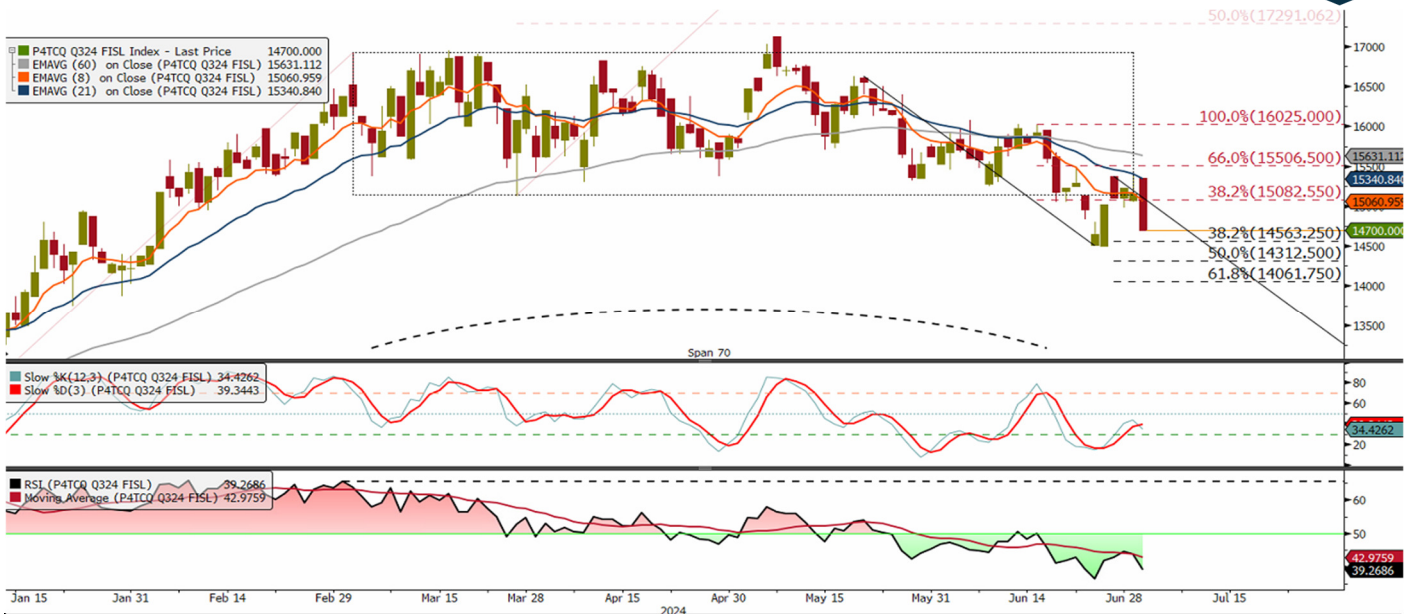 50.0%(17291.062)
P4TCQ Q324 FISL Index - Last Price 14700.000
EMAVG (60) on Close (P4TCQ Q324 FISL) 15631.112
EMAVG (8) on Close (P4TCQ Q324 FISL) 15060.959
EMAVG (21) on Close (P4TCQ Q324 FISL) 15340.840
17000
16500
100.0%(16025.000)
16000
66.0%(15506.500)
15631.112
15340.840
38.2%(15082.550)
15060.959
38.2%(14563.250)
14700.000
14500
50.0%(14312.500)
61.8%(14061.750)
14000
13500
Span 70
Slow %K(12,3) (P4TCQ Q324 FISL) 34.4262
Slow %D(3) (P4TCQ Q324 FISL) 39.3443
80
60
34.4262
20
RSI (P4TCQ Q324 FISL) 39.2686
Moving Average (P4TCQ Q324 FISL) 42.9759
60
50
42.9759
39.2686
Jan 15 Jan 31 Feb 14 Feb 29 Mar 15 Mar 28 Apr 15 Apr 30 May 15 May 31 Jun 14 Jun 28 Jul 15
2024